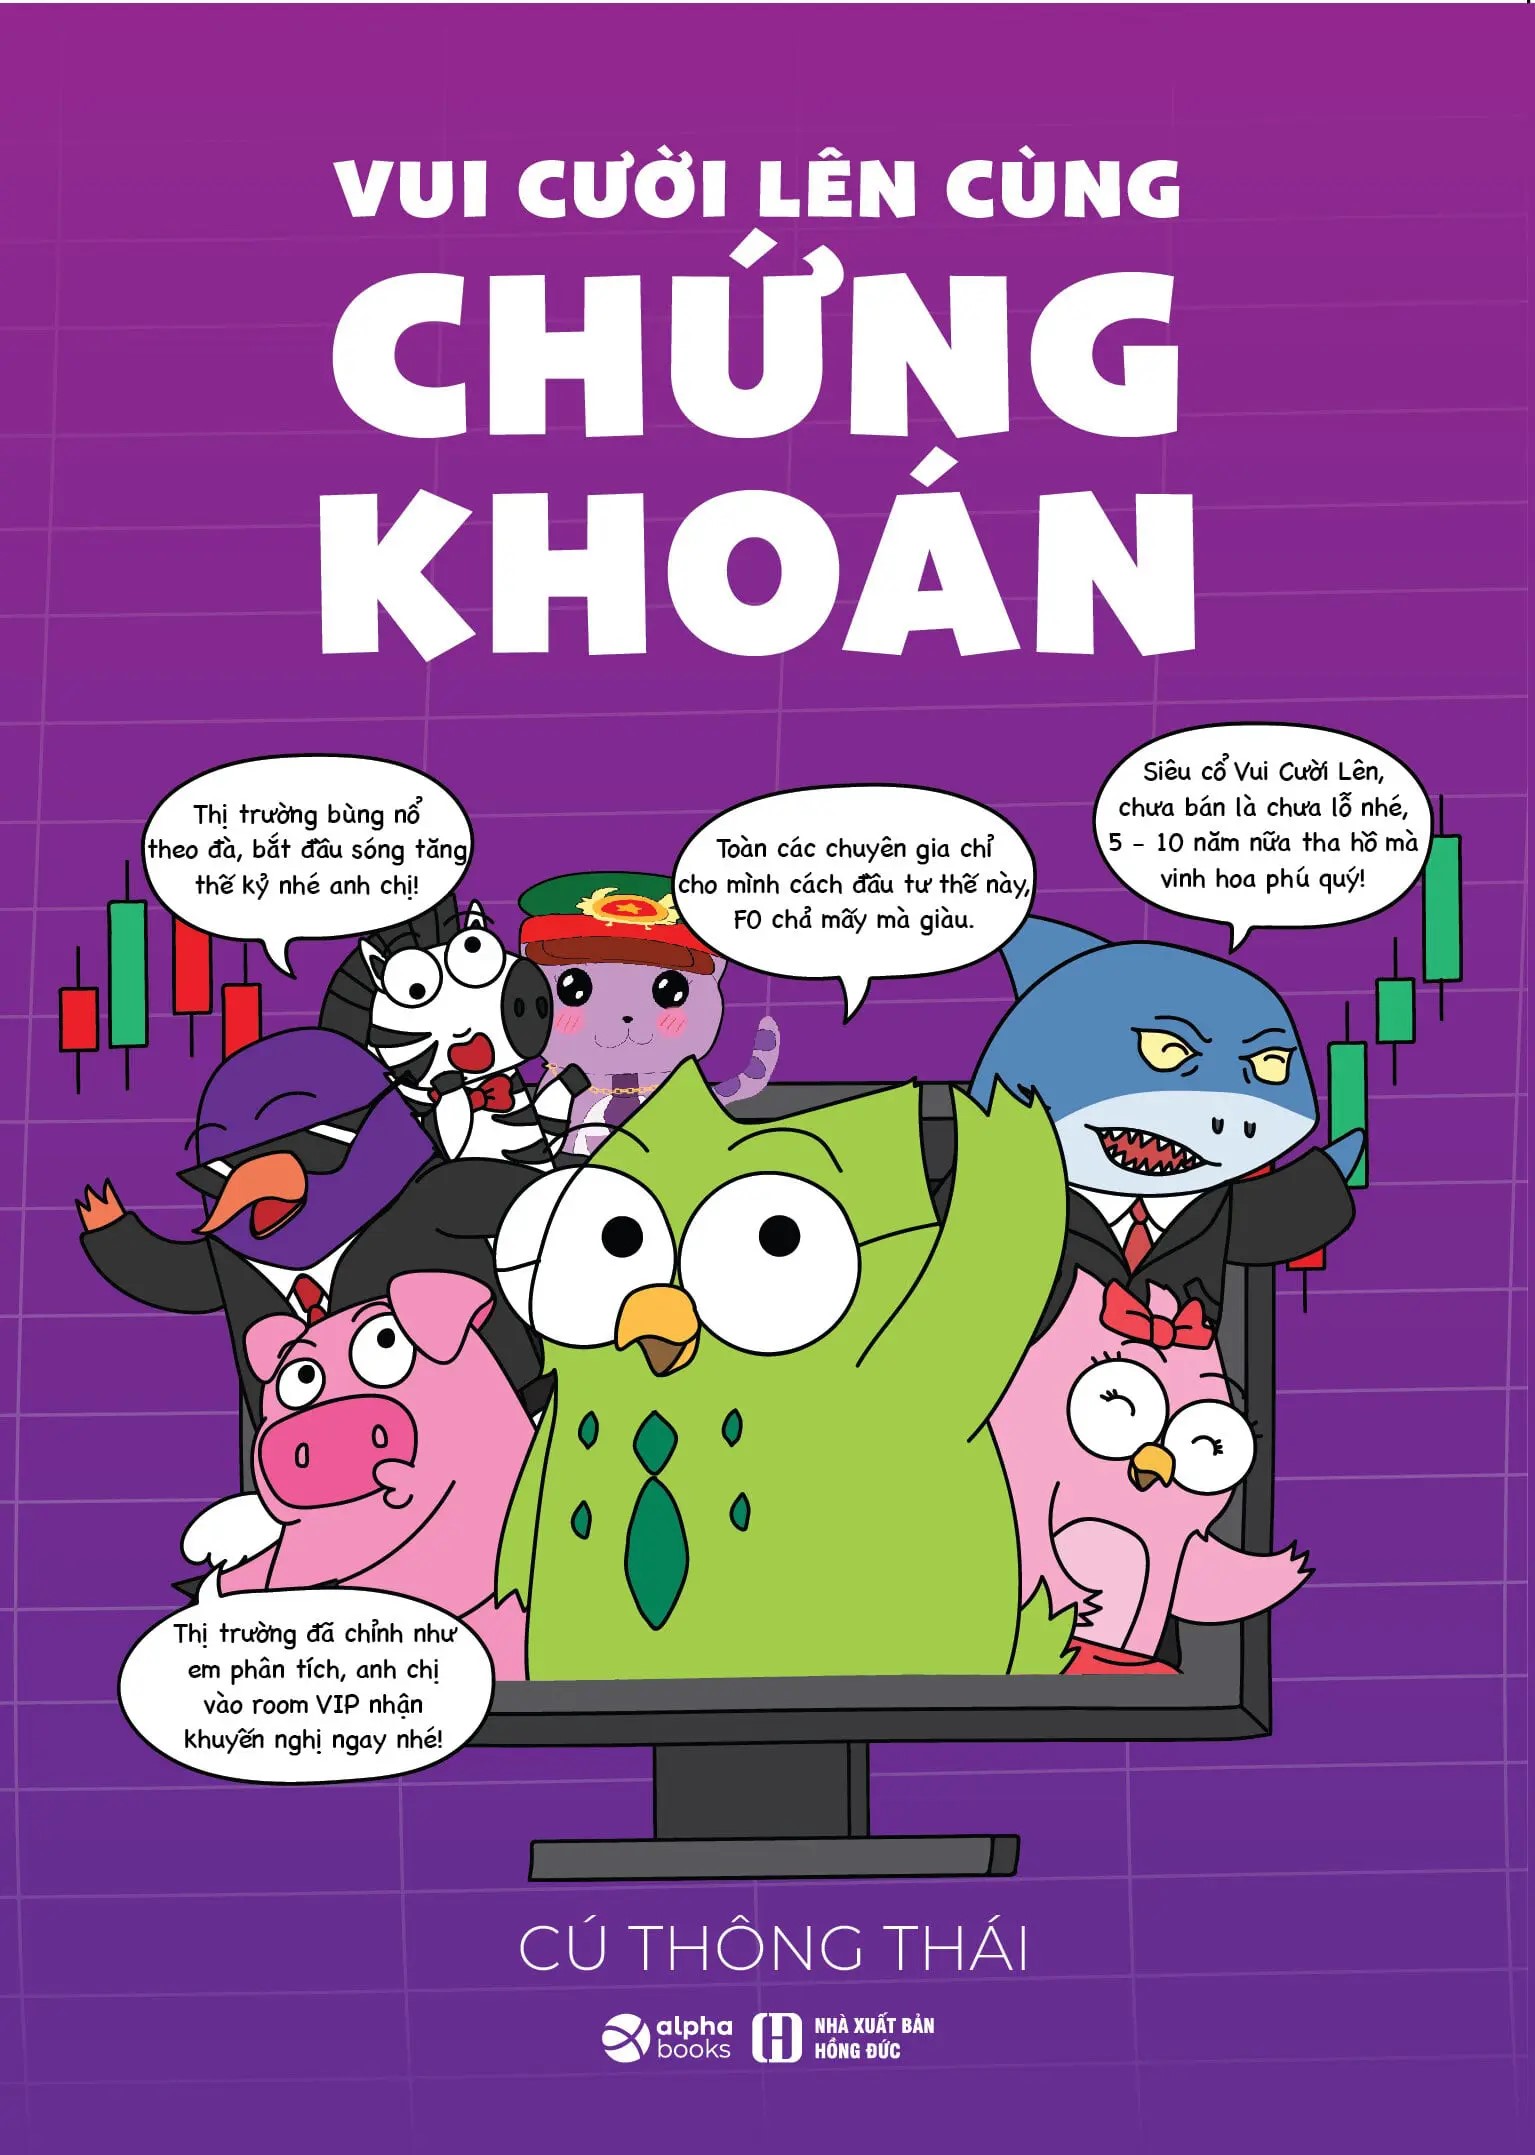 VUI CƯỜI LÊN CÙNG
CHỨNG
KHOÁN
Thị trường bùng nổ
theo đà, bắt đầu sóng tăng
thế kỷ nhé anh chị!
Toàn các chuyên gia chỉ
cho mình cách đầu tư thế này,
F0 chả mấy mà giàu.
Siêu cổ Vui Cười Lên,
chưa bán là chưa lỗ nhé,
5 - 10 năm nữa tha hồ mà
vinh hoa phú quý!
Thị trường đã chỉnh như
em phân tích, anh chị
vào room VIP nhận
khuyến nghị ngay nhé!
CÚ THÔNG THÁI
alpha
books
NHÀ XUẤT BẢN
HỒNG ĐỨC